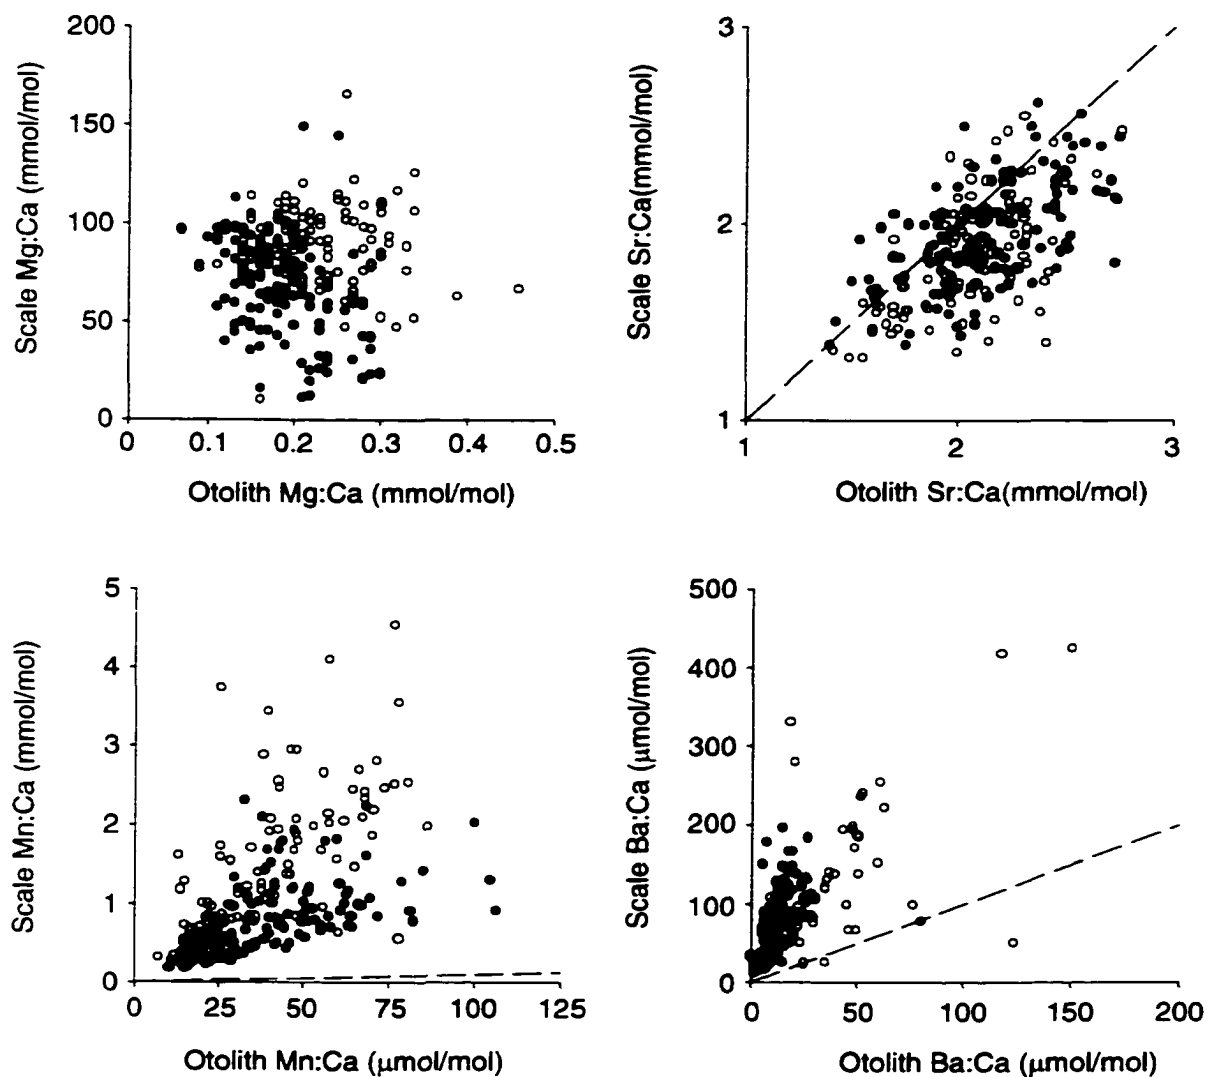 200
150
100
50
0
Scale Mg:Ca (mmol/mol)
0 0.1 0.2 0.3 0.4 0.5
Otolith Mg:Ca (mmol/mol)
3
2
1
Scale Sr:Ca(mmol/mol)
1 2 3
Otolith Sr:Ca(mmol/mol)
5
4
3
2
1
0
Scale Mn:Ca (mmol/mol)
0 25 50 75 100 125
Otolith Mn:Ca (μmol/mol)
500
400
300
200
100
0
Scale Ba:Ca (μmol/mol)
0 50 100 150 200
Otolith Ba:Ca (μmol/mol)